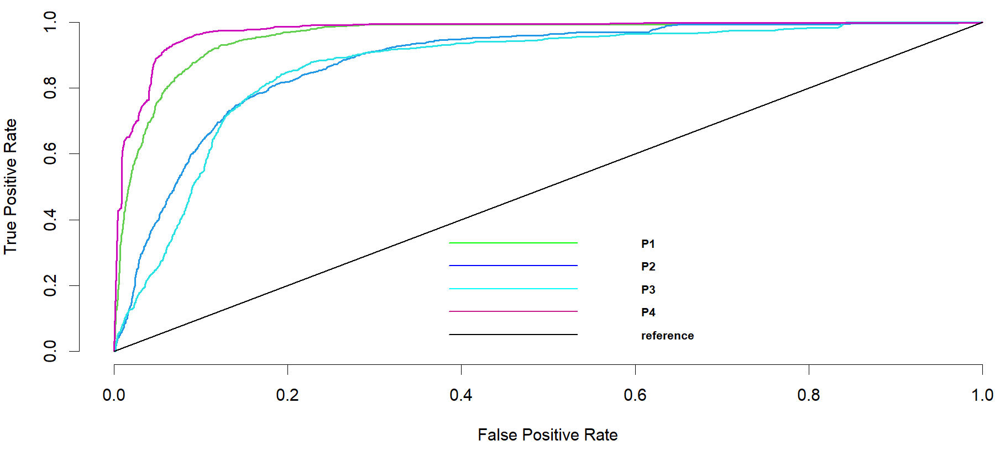 True Positive Rate
1.0
0.8
0.6
0.4
0.2
0.0
P1
P2
P3
P4
reference
0.0 0.2 0.4 0.6 0.8 1.0
False Positive Rate